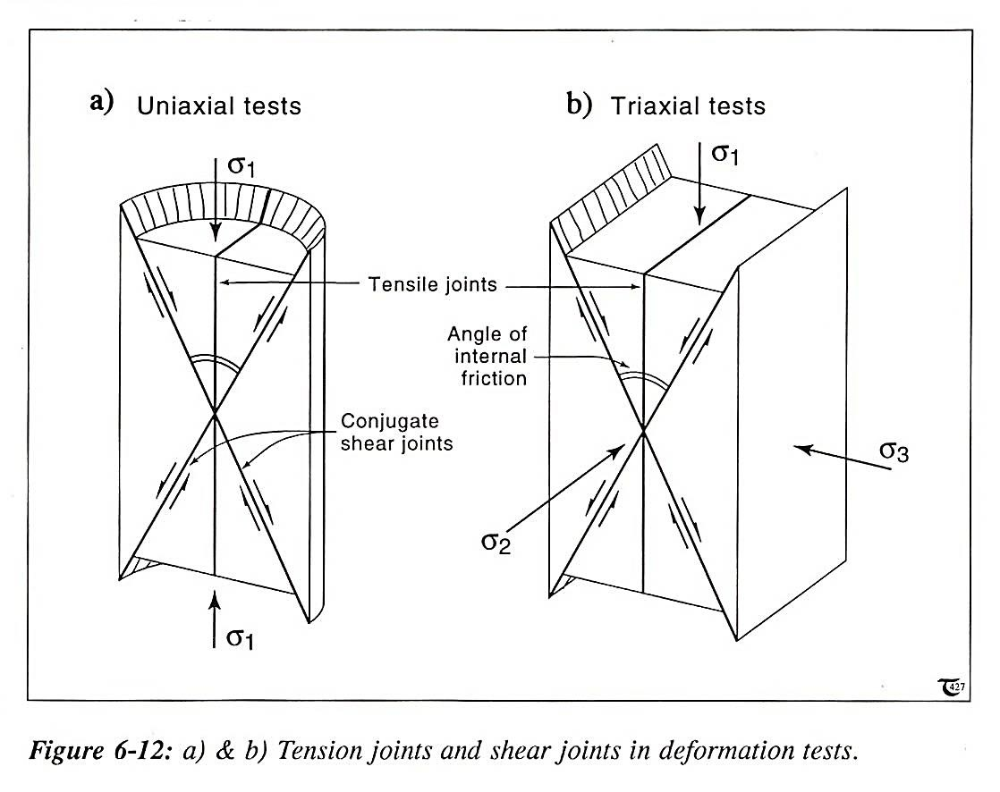 a) Uniaxial tests
b) Triaxial tests
σ1
σ1
Tensile joints
Angle of
internal
friction
Conjugate
shear joints
σ3
σ2
σ1
427
Figure 6-12: a) & b) Tension joints and shear joints in deformation tests.